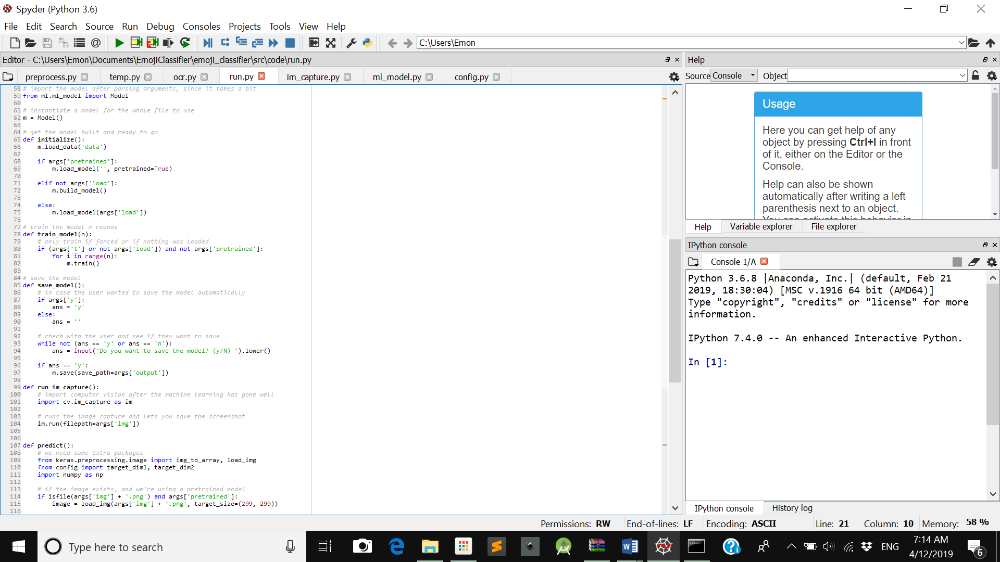 Spyder (Python 3.6)
File Edit Search Source Run Debug Consoles Projects Tools View Help
C:\Users\Emon
Editor - C:\Users\Emon\Documents\EmojiClassifier\emoji_classifier\src\code\run.py
preprocess.py temp.py ocr.py run.py im_capture.py ml_model.py config.py
58 # import the model after parsing arguments, since it takes a bit
59 from ml.ml_model import Model
60
61 # instantiate a model for the whole file to use
62 m = Model()
63
64 # get the model built and ready to go
65 def initialize():
66 m.load_data('data')
67
68 if args['pretrained']:
69 m.load_model('', pretrained=True)
70
71 elif not args['load']:
72 m.build_model()
73
74 else:
75 m.load_model(args['load'])
76
77 # train the model n rounds
78 def train_model(n):
79 # only train if forced or if nothing was loaded
80 if (args['t'] or not args['load']) and not args['pretrained']:
81 for i in range(n):
82 m.train()
83
84 # save the model
85 def save_model():
86 # in case the user wanted to save the model automatically
87 if args['y']:
88 ans = 'y'
89 else:
90 ans = ''
91
92 # check with the user and see if they want to save
93 while not (ans == 'y' or ans == 'n'):
94 ans = input('Do you want to save the model? (y/N) ').lower()
95
96 if ans == 'y':
97 m.save(save_path=args['output'])
98
99 def run_im_capture():
100 # import computer vision after the machine learning has gone well
101 import cv.im_capture as im
102
103 # runs the image capture and lets you save the screenshot
104 im.run(filepath=args['img'])
105
106
107 def predict():
108 # we need some extra packages
109 from keras.preprocessing.image import img_to_array, load_img
110 from config import target_dim1, target_dim2
111 import numpy as np
112
113 # if the image exists, and we're using a pretrained model
114 if isfile(args['img'] + '.png') and args['pretrained']:
115 image = load_img(args['img'] + '.png', target_size=(299, 299))
116
Help
Source Console Object
Usage
Here you can get help of any
object by pressing Ctrl+I in front
of it, either on the Editor or the
Console.
Help can also be shown
automatically after writing a left
parenthesis next to an object.
You can activate this behavior in
Help Variable explorer File explorer
IPython console
Console 1/A
Python 3.6.8 |Anaconda, Inc.| (default, Feb 21
2019, 18:30:04) [MSC v.1916 64 bit (AMD64)]
Type "copyright", "credits" or "license" for more
information.
IPython 7.4.0 -- An enhanced Interactive Python.
In [1]:
IPython console History log
Permissions: RW End-of-lines: LF Encoding: ASCII Line: 21 Column: 10 Memory: 58 %
Type here to search
ENG
7:14 AM
4/12/2019
6